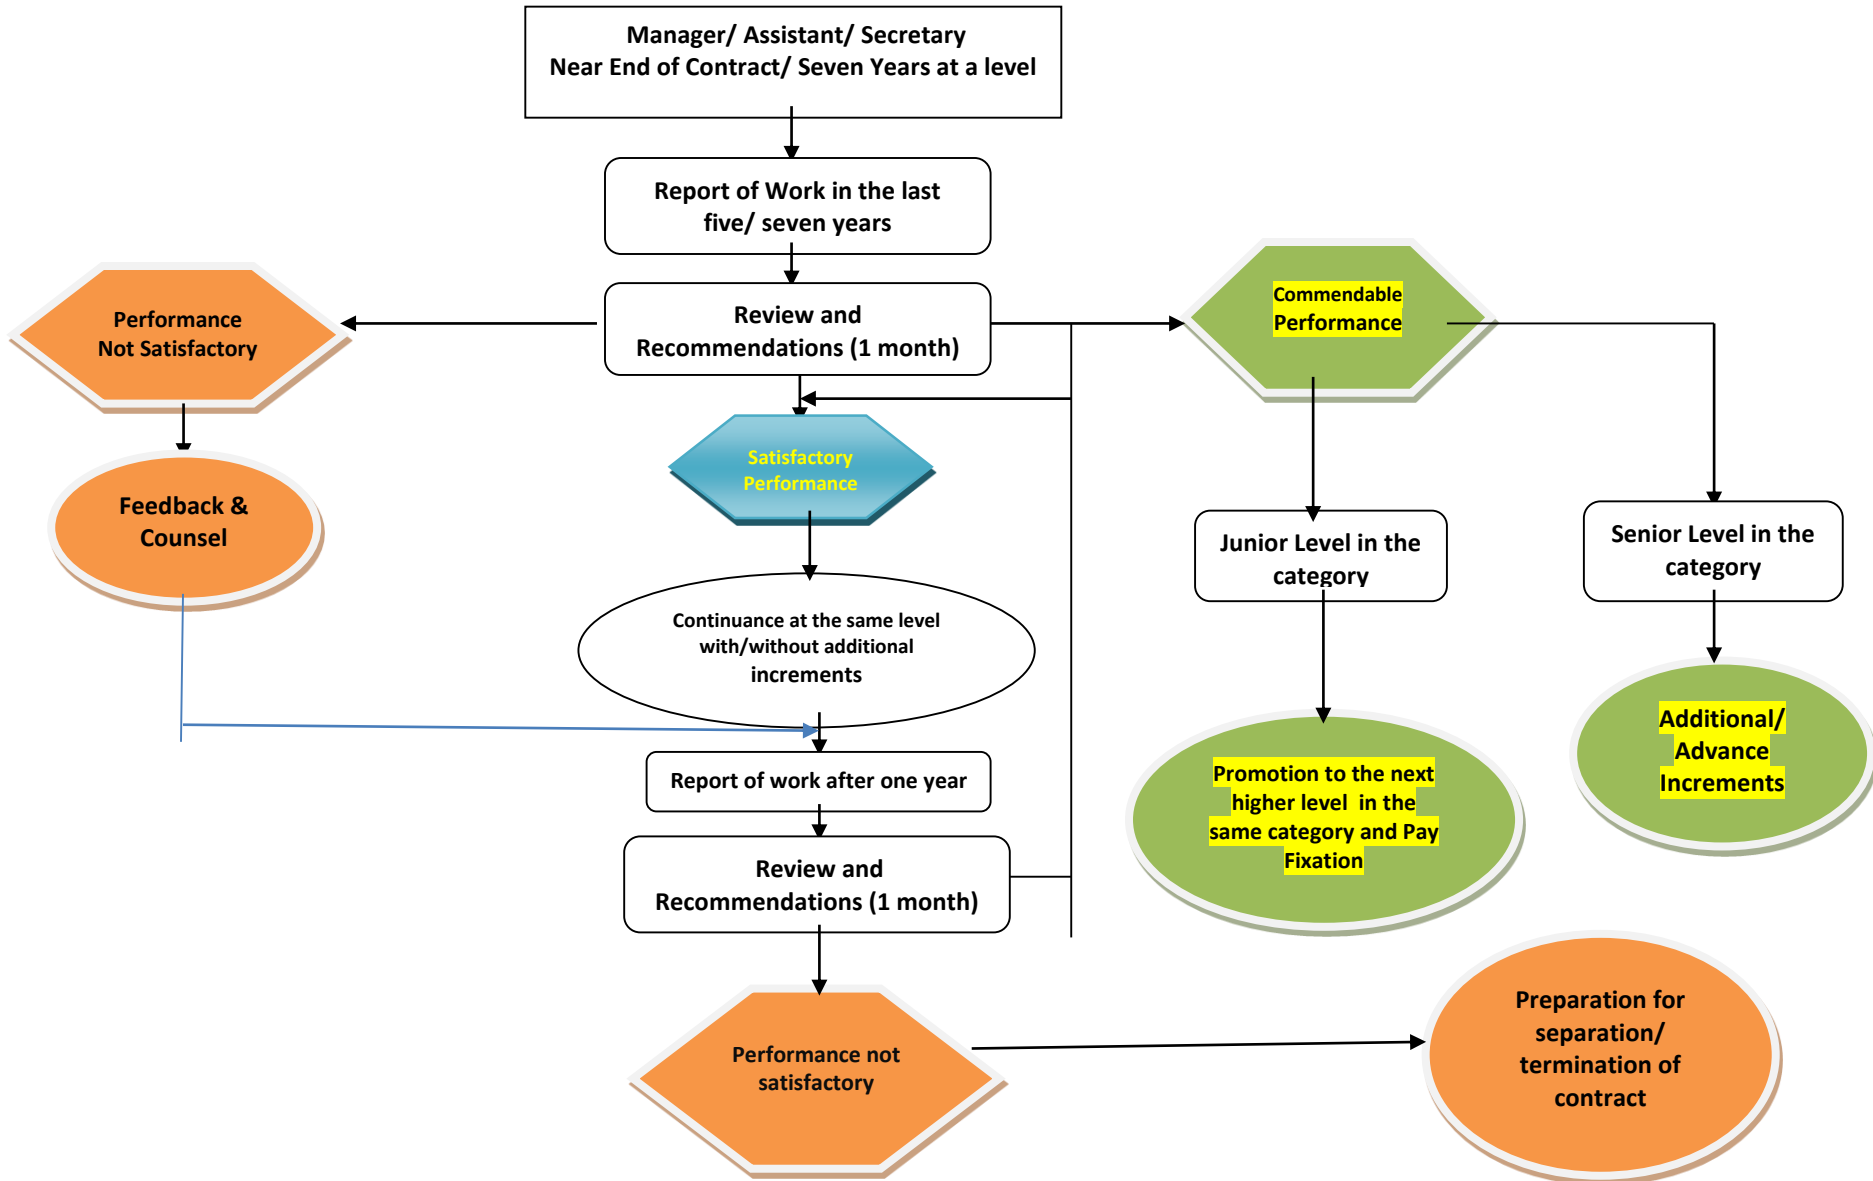 Manager/ Assistant/ Secretary
Near End of Contract/ Seven Years at a level
Report of Work in the last
five/ seven years
Performance
Not Satisfactory
Review and
Recommendations (1 month)
Commendable
Performance
Satisfactory
Performance
Feedback &
Counsel
Junior Level in the
category
Senior Level in the
category
Continuance at the same level
with/without additional
increments
Additional/
Advance
Increments
Report of work after one year
Promotion to the next
higher level  in the
same category and Pay
Fixation
Review and
Recommendations (1 month)
Performance not
satisfactory
Preparation for
separation/
termination of
contract